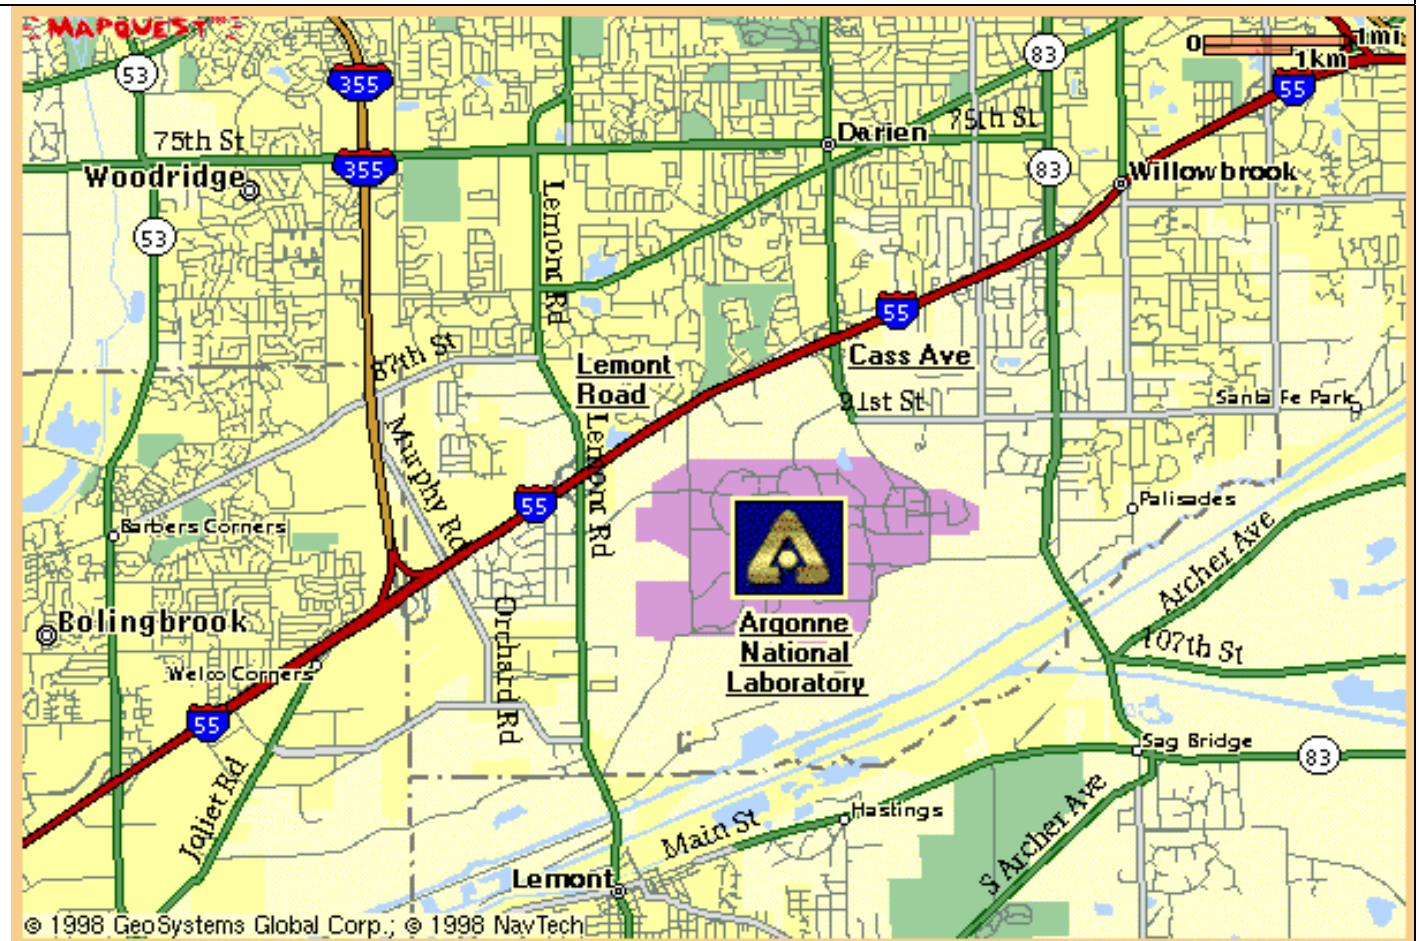 MAPQUEST
53
355
83
0
1mi
1km
55
75th St
Darien
75th St
355
83
Woodridge
Willowbrook
53
Lemont Rd
55
87th St
Lemont
Road
Cass Ave
91st St
Santa Fe Park
Murphy Rd
Lemont Rd
55
Palisades
Barbers Corners
Archer Ave
Bolingbrook
Orchard Rd
Argonne
National
Laboratory
107th St
Welco Corners
55
Sag Bridge
83
Joliet Rd
Hastings
Main St
S Archer Ave
Lemont
© 1998 GeoSystems Global Corp.; © 1998 NavTech